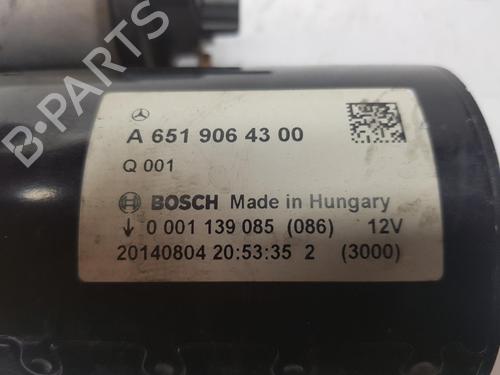 A 651 906 43 00
Q 001
BOSCH Made in Hungary
↓ 0 001 139 085 (086) 12V
20140804 20:53:35 2 (3000)
B-PARTS